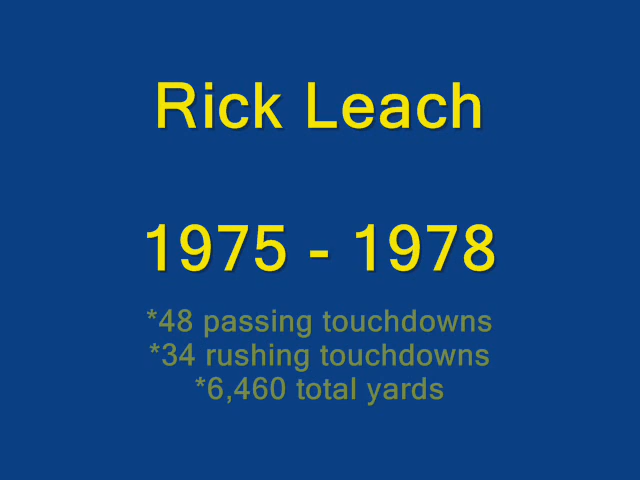 Rick Leach
1975 - 1978
*48 passing touchdowns
*34 rushing touchdowns
*6,460 total yards